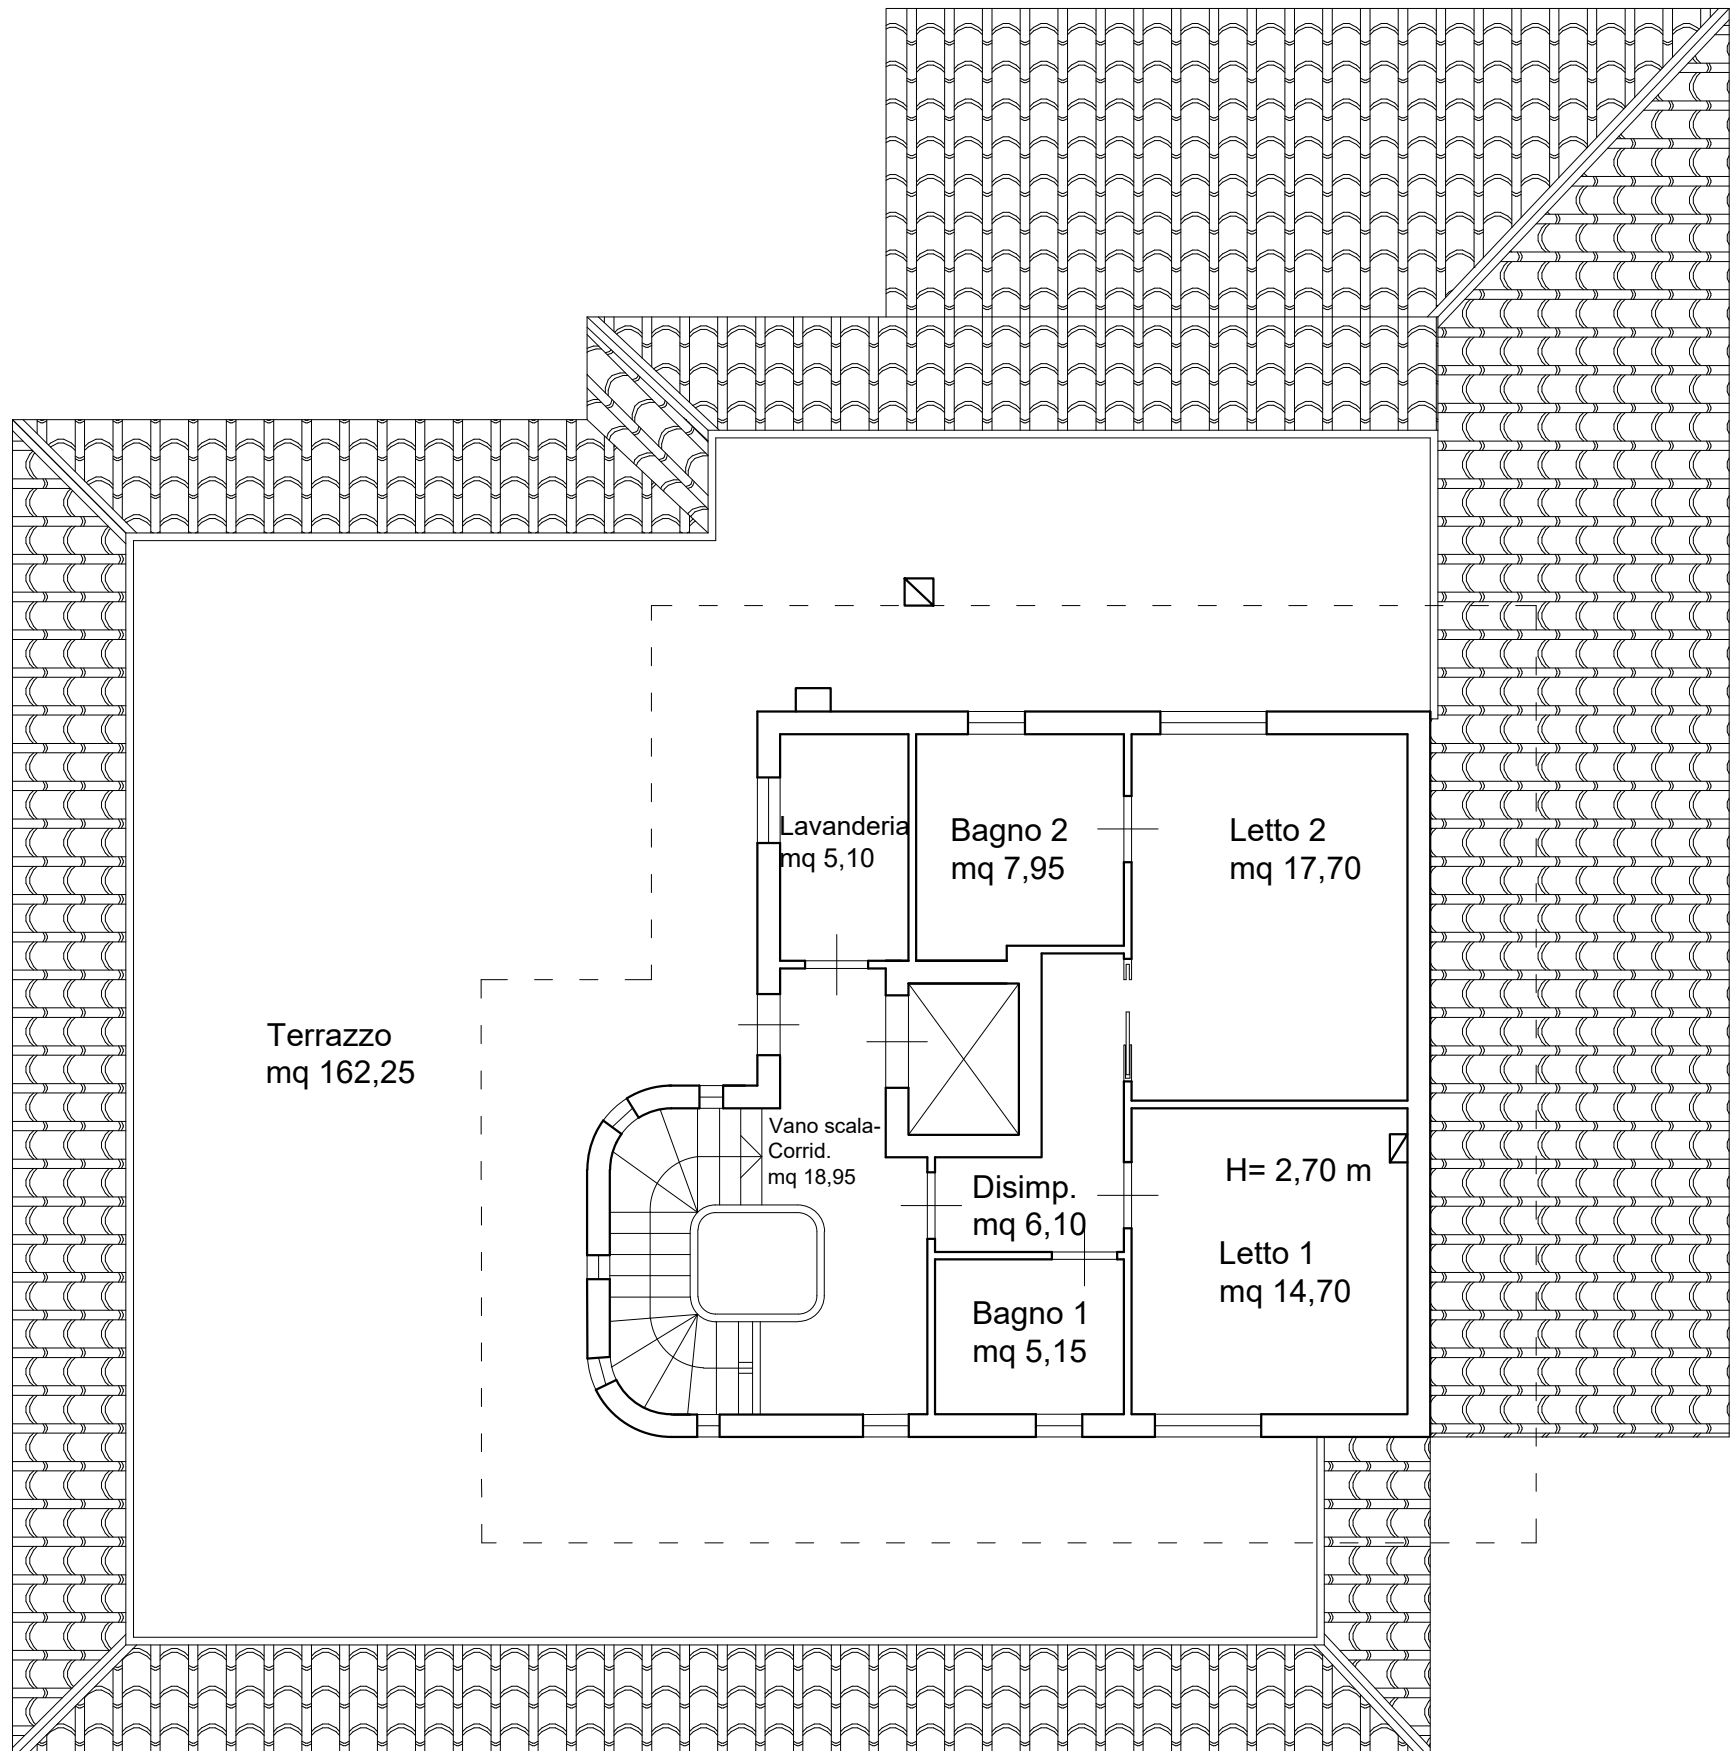 Lavanderia
mq 5,10
Bagno 2
mq 7,95
Letto 2
mq 17,70
Terrazzo
mq 162,25
Vano scala-
Corrid.
mq 18,95
Disimp.
mq 6,10
H= 2,70 m
Letto 1
mq 14,70
Bagno 1
mq 5,15